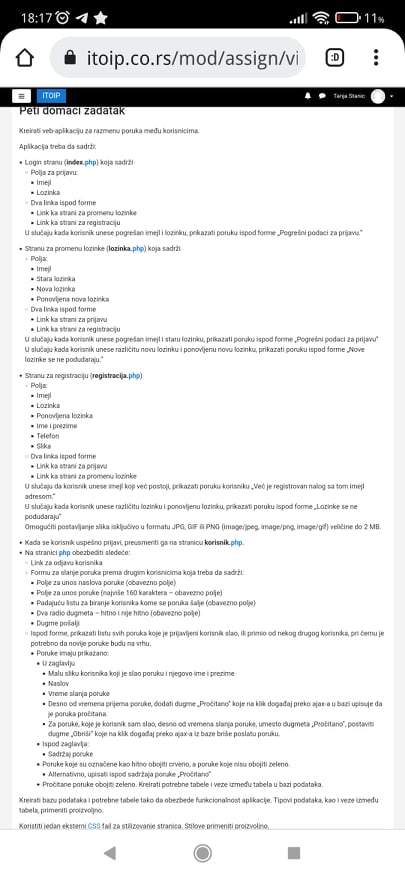 18:17
11%
itoip.co.rs/mod/assign/vi
:D
ITOIP
Tanja Stanic
Peti domaći zadatak
Kreirati veb-aplikaciju za razmenu poruka među korisnicima.
Aplikacija treba da sadrži:
• Login stranu (index.php) koja sadrži
◦ Polja za prijavu:
▪ Imejl
▪ Lozinka
◦ Dva linka ispod forme
▪ Link ka strani za promenu lozinke
▪ Link ka strani za registraciju
U slučaju kada korisnik unese pogrešan imejl i lozinku, prikazati poruku ispod forme „Pogrešni podaci za prijavu."
• Stranu za promenu lozinke (lozinka.php) koja sadrži
◦ Polja:
▪ Imejl
▪ Stara lozinka
▪ Nova lozinka
▪ Ponovljena nova lozinka
◦ Dva linka ispod forme
▪ Link ka strani za prijavu
▪ Link ka strani za registraciju
U slučaju kada korisnik unese pogrešan imejl i staru lozinku, prikazati poruku ispod forme „Pogrešni podaci za prijavu"
U slučaju kada korisnik unese različitu novu lozinku i ponovljenu novu lozinku, prikazati poruku ispod forme „Nove
lozinke se ne podudaraju."
• Stranu za registraciju (registracija.php)
◦ Polja:
▪ Imejl
▪ Lozinka
▪ Ponovljena lozinka
▪ Ime i prezime
▪ Telefon
▪ Slika
◦ Dva linka ispod forme
▪ Link ka strani za prijavu
▪ Link ka strani za promenu lozinke
U slučaju da korisnik unese imejl koji već postoji, prikazati poruku korisniku „Već je registrovan nalog sa tom imejl
adresom."
U slučaju kada korisnik unese različitu lozinku i ponovljenu lozinku, prikazati poruku ispod forme „Lozinke se ne
podudaraju"
Omogućiti postavljanje slika isključivo u formatu JPG, GIF ili PNG (image/jpeg, image/png, image/gif) veličine do 2 MB.
• Kada se korisnik uspešno prijavi, preusmeriti ga na stranicu korisnik.php.
• Na stranici php obezbediti sledeće:
◦ Link za odjavu korisnika
◦ Formu za slanje poruka prema drugim korisnicima koja treba da sadrži:
▪ Polje za unos naslova poruke (obavezno polje)
▪ Polje za unos poruke (najviše 160 karaktera – obavezno polje)
▪ Padajuću listu za biranje korisnika kome se poruka šalje (obavezno polje)
▪ Dva radio dugmeta – hitno i nije hitno (obavezno polje)
▪ Dugme pošalji
◦ Ispod forme, prikazati listu svih poruka koje je prijavljeni korisnik slao, ili primio od nekog drugog korisnika, pri čemu je
potrebno da novije poruke budu na vrhu.
▪ Poruke imaju prikazano:
▪ U zaglavlju
▪ Malu sliku korisnika koji je slao poruku i njegovo ime i prezime
▪ Naslov
▪ Vreme slanja poruke
▪ Desno od vremena prijema poruke, dodati dugme „Pročitano" koje na klik događaj preko ajax-a u bazi upisuje da
je poruka pročitana.
▪ Za poruke, koje je korisnik sam slao, desno od vremena slanja poruke, umesto dugmeta „Pročitano", postaviti
dugme „Obriši" koje na klik događaj preko ajax-a iz baze briše poslatu poruku.
▪ Ispod zaglavlja:
▪ Sadržaj poruke
▪ Poruke koje su označene kao hitno obojiti crveno, a poruke koje nisu obojiti zeleno.
▪ Alternativno, upisati ispod sadržaja poruke „Pročitano"
▪ Pročitane poruke obojiti zeleno. Kreirati potrebne tabele i veze između tabela u bazi podataka.
Kreirati bazu podataka i potrebne tabele tako da obezbede funkcionalnost aplikacije. Tipovi podataka, kao i veze između
tabela, primeniti proizvoljno.
Koristiti jedan eksterni CSS fajl za stilizovanje stranica. Stilove primeniti proizvoljno.